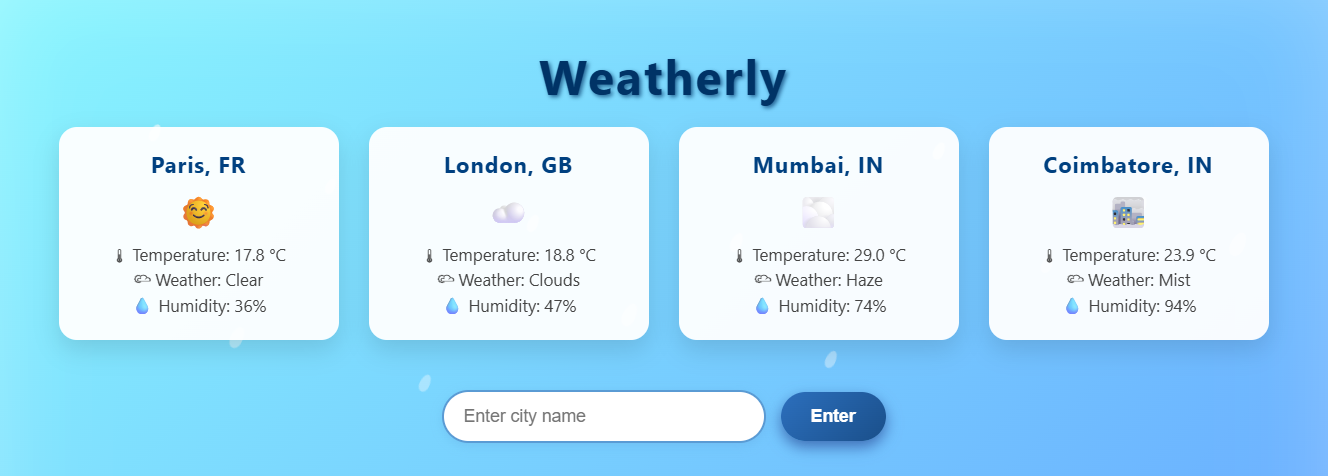 Weatherly
Paris, FR
🌡 Temperature: 17.8 °C
🌥 Weather: Clear
💧 Humidity: 36%
London, GB
🌡 Temperature: 18.8 °C
🌥 Weather: Clouds
💧 Humidity: 47%
Mumbai, IN
🌡 Temperature: 29.0 °C
🌥 Weather: Haze
💧 Humidity: 74%
Coimbatore, IN
🌡 Temperature: 23.9 °C
🌥 Weather: Mist
💧 Humidity: 94%
Enter city name
Enter